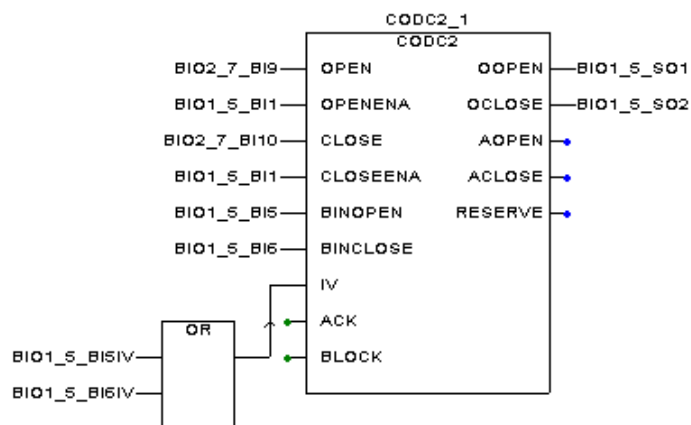 CODC2_1
CODC2
BIO2_7_BI9 OPEN OOPEN BIO1_5_SO1
BIO1_5_BI1 OPENENA OCLOSE BIO1_5_SO2
BIO2_7_BI10 CLOSE AOPEN
BIO1_5_BI1 CLOSEENA ACLOSE
BIO1_5_BI5 BINOPEN RESERVE
BIO1_5_BI6 BINCLOSE
IV
ACK
OR
BLOCK
BIO1_5_BI5IV
BIO1_5_BI6IV